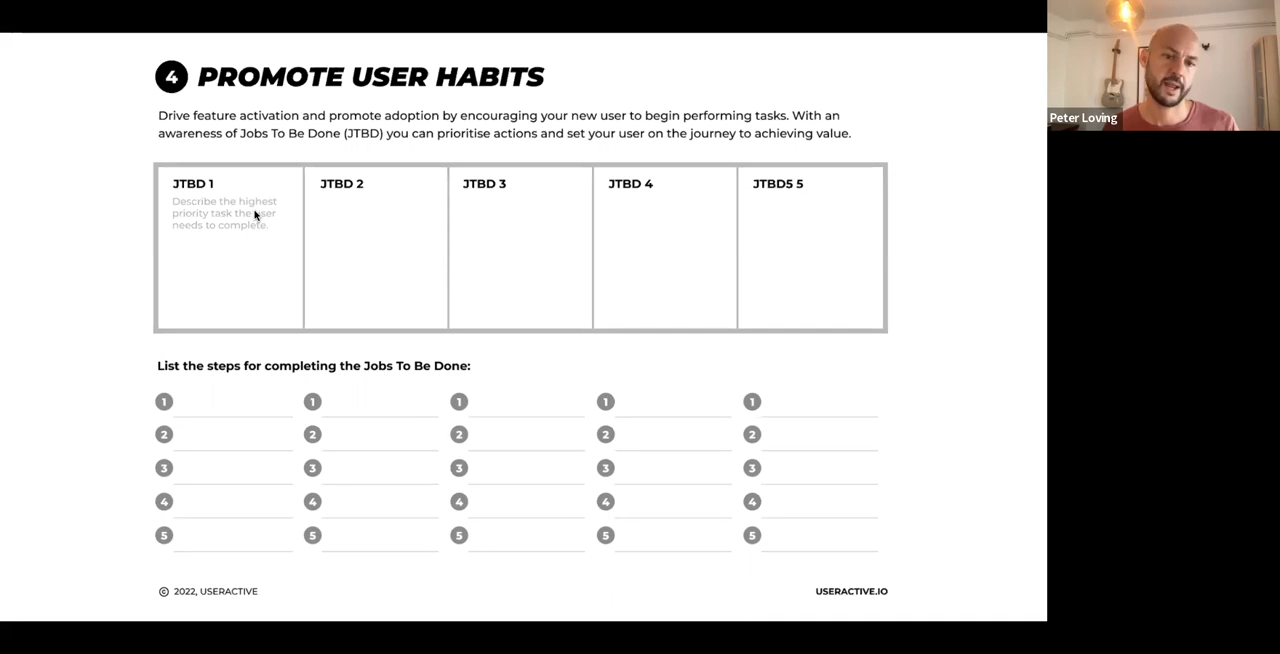 4 PROMOTE USER HABITS
Drive feature activation and promote adoption by encouraging your new user to begin performing tasks. With an
awareness of Jobs To Be Done (JTBD) you can prioritise actions and set your user on the journey to achieving value.
JTBD 1
Describe the highest
priority task the user
needs to complete.
JTBD 2
JTBD 3
JTBD 4
JTBD5 5
List the steps for completing the Jobs To Be Done:
1 1 1 1 1
2 2 2 2 2
3 3 3 3 3
4 4 4 4 4
5 5 5 5 5
© 2022, USERACTIVE
USERACTIVE.IO
Peter Loving